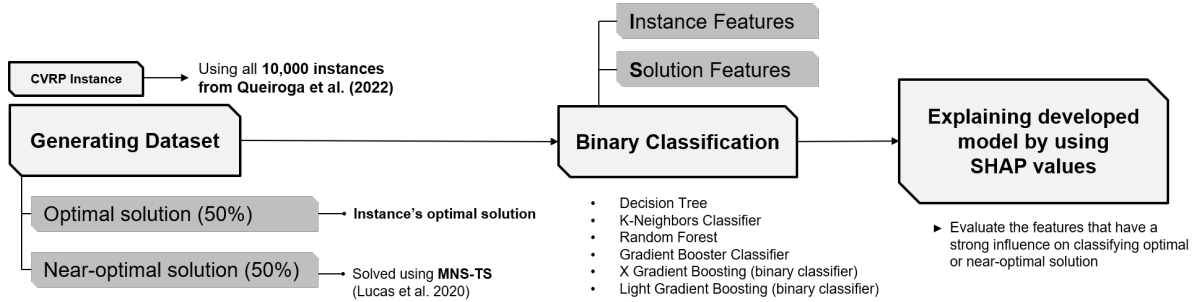 CVRP Instance
Using all 10,000 instances
from Queiroga et al. (2022)
Generating Dataset
Optimal solution (50%)
Instance's optimal solution
Near-optimal solution (50%)
Solved using MNS-TS
(Lucas et al. 2020)
Instance Features
Solution Features
Binary Classification
• Decision Tree
• K-Neighbors Classifier
• Random Forest
• Gradient Booster Classifier
• X Gradient Boosting (binary classifier)
• Light Gradient Boosting (binary classifier)
Explaining developed
model by using
SHAP values
► Evaluate the features that have a
strong influence on classifying optimal
or near-optimal solution